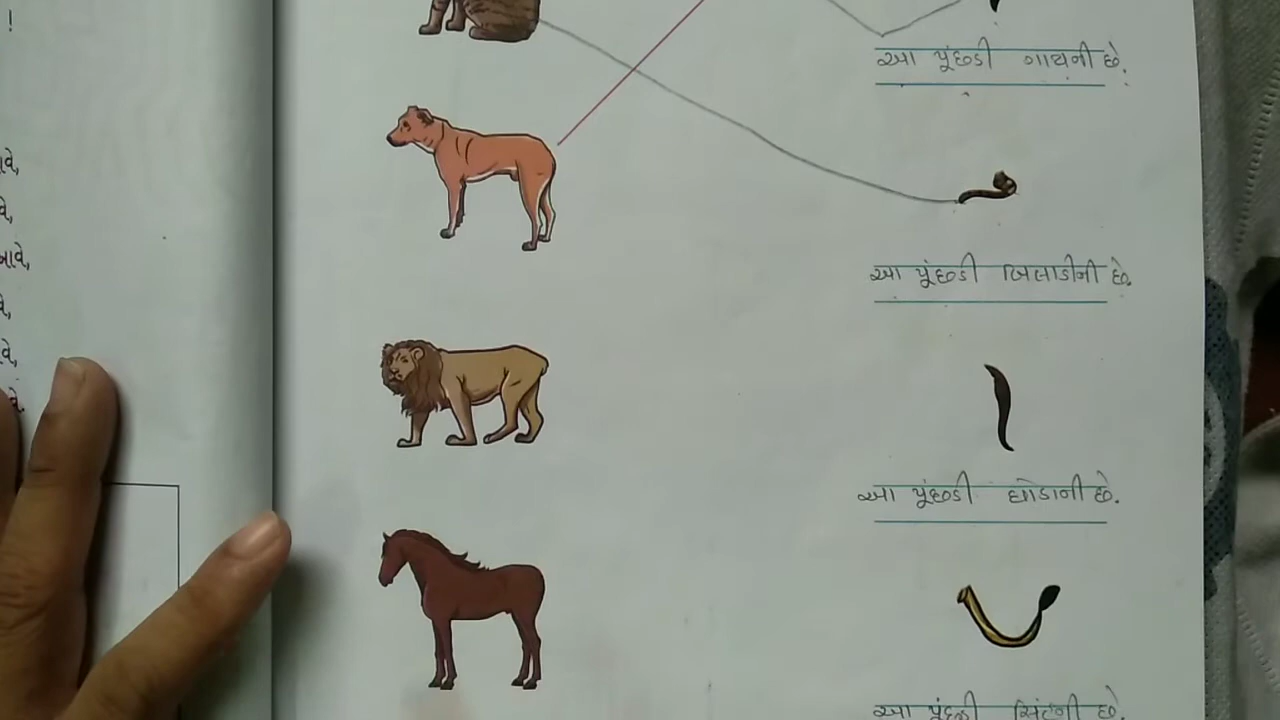 !
આ પૂંછડી ગાયની છે.
વે,
આ પૂંછડી બિલાડીની છે.
વે,
આ પૂંછડી ઘોડાની છે.
આ પૂંછડી સિંહની છે.